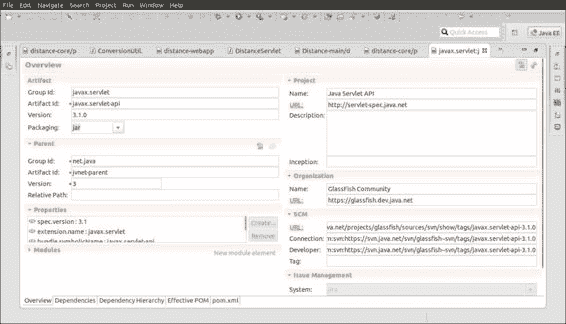 File Edit Navigate Search Project Run Window Help
Quick Access
Java EE
distance-core/p
ConversionUtil.
distance-webapp
DistanceServlet
Distance-main/d
distance-core/p
javax.servlet:j
Overview
Artifact
Group Id: javax.servlet
Artifact Id: javax.servlet-api
Version: 3.1.0
Packaging: jar
Parent
Group Id: net.java
Artifact Id: jvnet-parent
Version: 3
Relative Path:
Properties
spec.version : 3.1
extension.name : javax.servlet
bundle.symbolicName : javax.servlet-api
Create...
Remove
Modules
New module element
Project
Name: Java Servlet API
URL: http://servlet-spec.java.net
Description:
Inception:
Organization
Name: GlassFish Community
URL: https://glassfish.dev.java.net
SCM
URL: va.net/projects/glassfish/sources/svn/show/tags/javax.servlet-api-3.1.0
Connection: m:svn:https://svn.java.net/svn/glassfish~svn/tags/javax.servlet-api-3.1.0
Developer: m:svn:https://svn.java.net/svn/glassfish~svn/tags/javax.servlet-api-3.1.0
Tag:
Issue Management
System: jira
Overview Dependencies Dependency Hierarchy Effective POM pom.xml